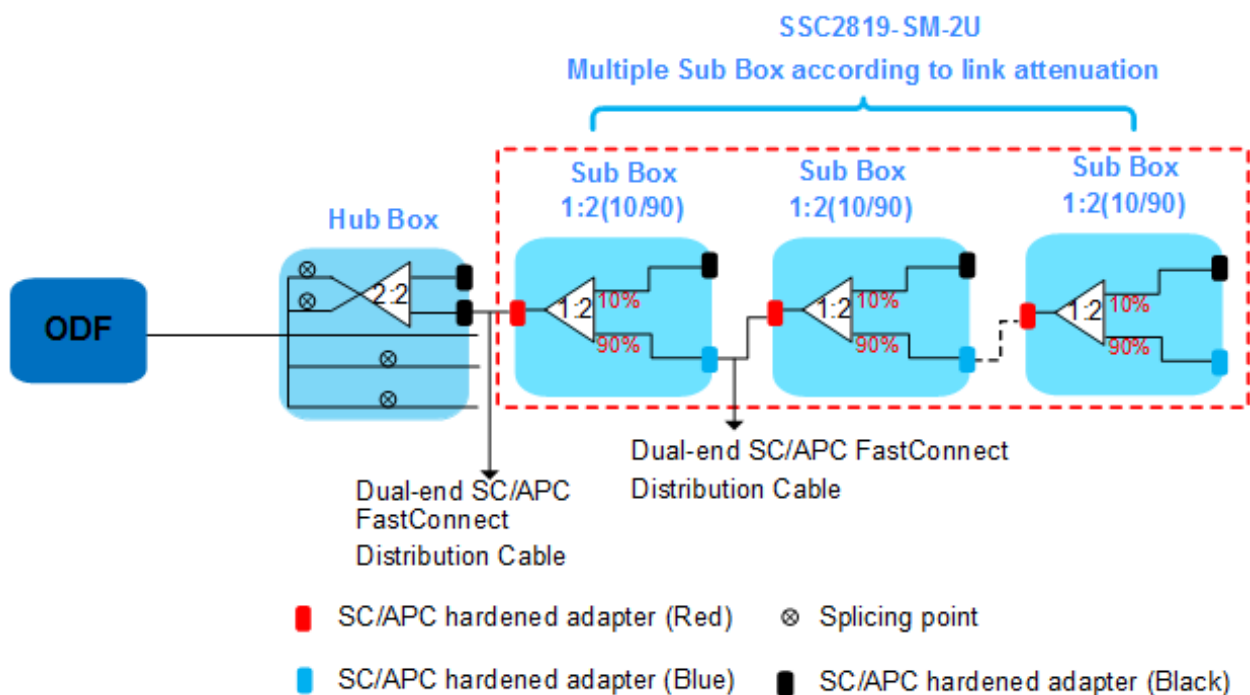 SSC2819-SM-2U
Multiple Sub Box according to link attenuation
Sub Box
1:2(10/90)
Sub Box
1:2(10/90)
Sub Box
1:2(10/90)
Hub Box
ODF
2:2
1:2
10%
90%
1:2
10%
90%
1:2
10%
90%
Dual-end SC/APC
FastConnect
Distribution Cable
Dual-end SC/APC FastConnect
Distribution Cable
SC/APC hardened adapter (Red)
Splicing point
SC/APC hardened adapter (Blue)
SC/APC hardened adapter (Black)